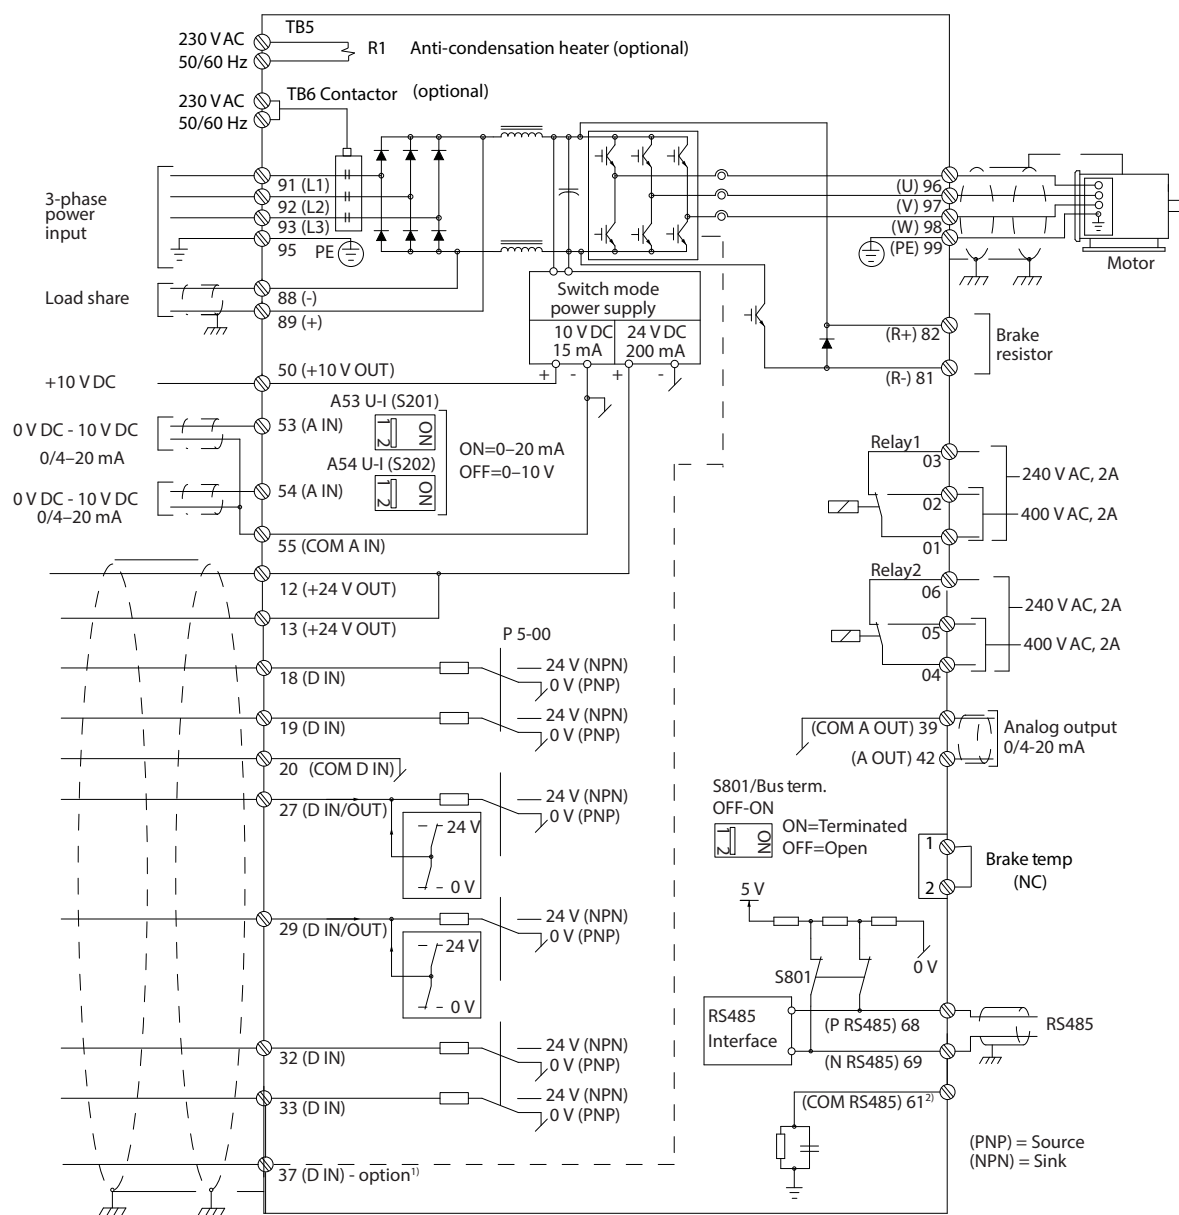 230 V AC
50/60 Hz
TB5
R1
Anti-condensation heater (optional)
230 V AC
50/60 Hz
TB6 Contactor
(optional)
3-phase
power
input
91 (L1)
92 (L2)
93 (L3)
95
PE
Load share
88 (-)
89 (+)
Switch mode
power supply
10 V DC
15 mA
24 V DC
200 mA
+
-
+
-
(U) 96
(V) 97
(W) 98
(PE) 99
Motor
(R+) 82
(R-) 81
Brake
resistor
+10 V DC
50 (+10 V OUT)
0 V DC - 10 V DC
0/4–20 mA
53 (A IN)
A53 U-I (S201)
1
2
ON
A54 U-I (S202)
1
2
ON
ON=0–20 mA
OFF=0–10 V
0 V DC - 10 V DC
0/4–20 mA
54 (A IN)
55 (COM A IN)
12 (+24 V OUT)
13 (+24 V OUT)
P 5-00
18 (D IN)
24 V (NPN)
0 V (PNP)
19 (D IN)
24 V (NPN)
0 V (PNP)
20 (COM D IN)
27 (D IN/OUT)
24 V (NPN)
0 V (PNP)
24 V
0 V
29 (D IN/OUT)
24 V (NPN)
0 V (PNP)
24 V
0 V
32 (D IN)
24 V (NPN)
0 V (PNP)
33 (D IN)
24 V (NPN)
0 V (PNP)
37 (D IN) - option1)
Relay1
03
02
01
240 V AC, 2A
400 V AC, 2A
Relay2
06
05
04
240 V AC, 2A
400 V AC, 2A
(COM A OUT) 39
(A OUT) 42
Analog output
0/4-20 mA
S801/Bus term.
OFF-ON
1
2
ON
ON=Terminated
OFF=Open
1
2
Brake temp
(NC)
5 V
0 V
S801
RS485
Interface
(P RS485) 68
(N RS485) 69
RS485
(COM RS485) 612)
(PNP) = Source
(NPN) = Sink